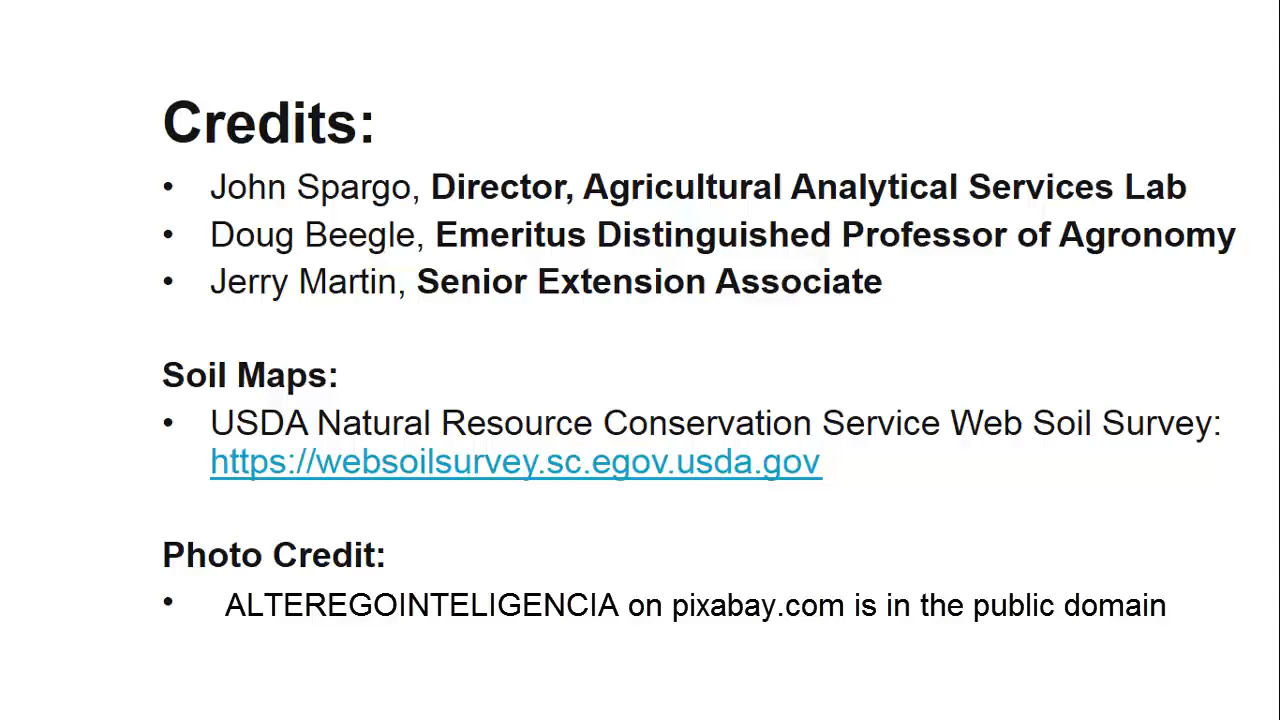 Credits:
• John Spargo, Director, Agricultural Analytical Services Lab
• Doug Beegle, Emeritus Distinguished Professor of Agronomy
• Jerry Martin, Senior Extension Associate
Soil Maps:
• USDA Natural Resource Conservation Service Web Soil Survey:
https://websoilsurvey.sc.egov.usda.gov
Photo Credit:
• ALTEREGOINTELIGENCIA on pixabay.com is in the public domain